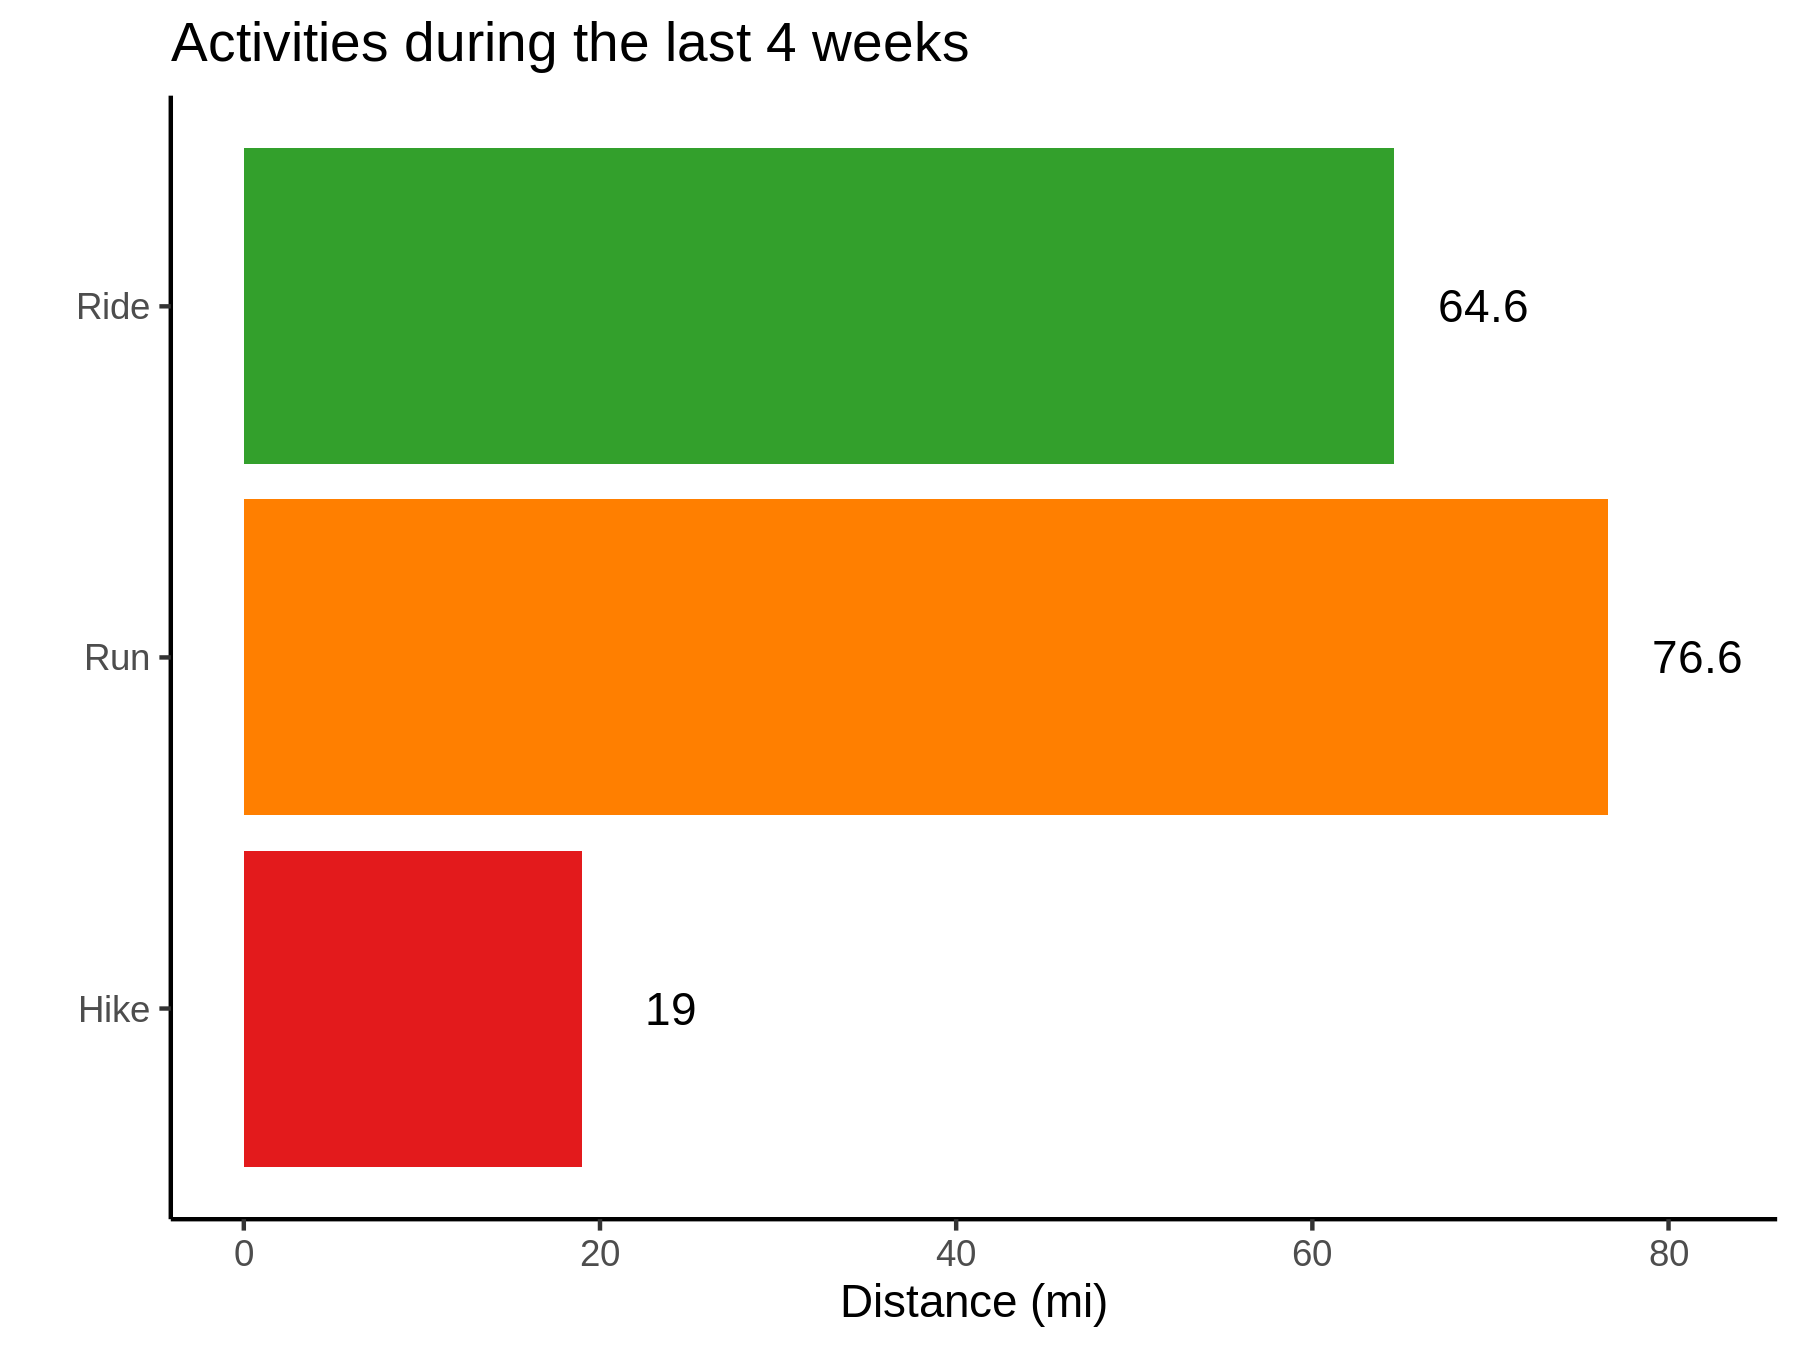 Activities during the last 4 weeks
Ride
64.6
Run
76.6
Hike
19
0 20 40 60 80
Distance (mi)